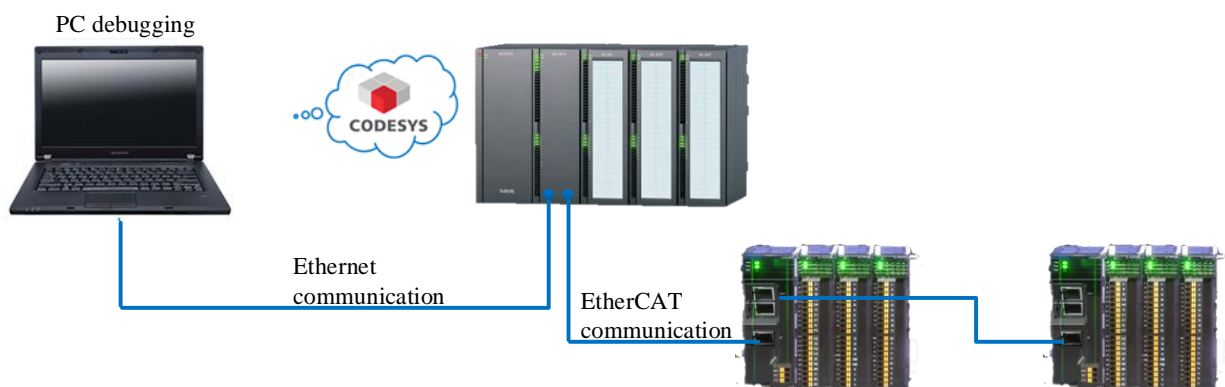 PC debugging
CODESYS
Ethernet
communication
EtherCAT
communication